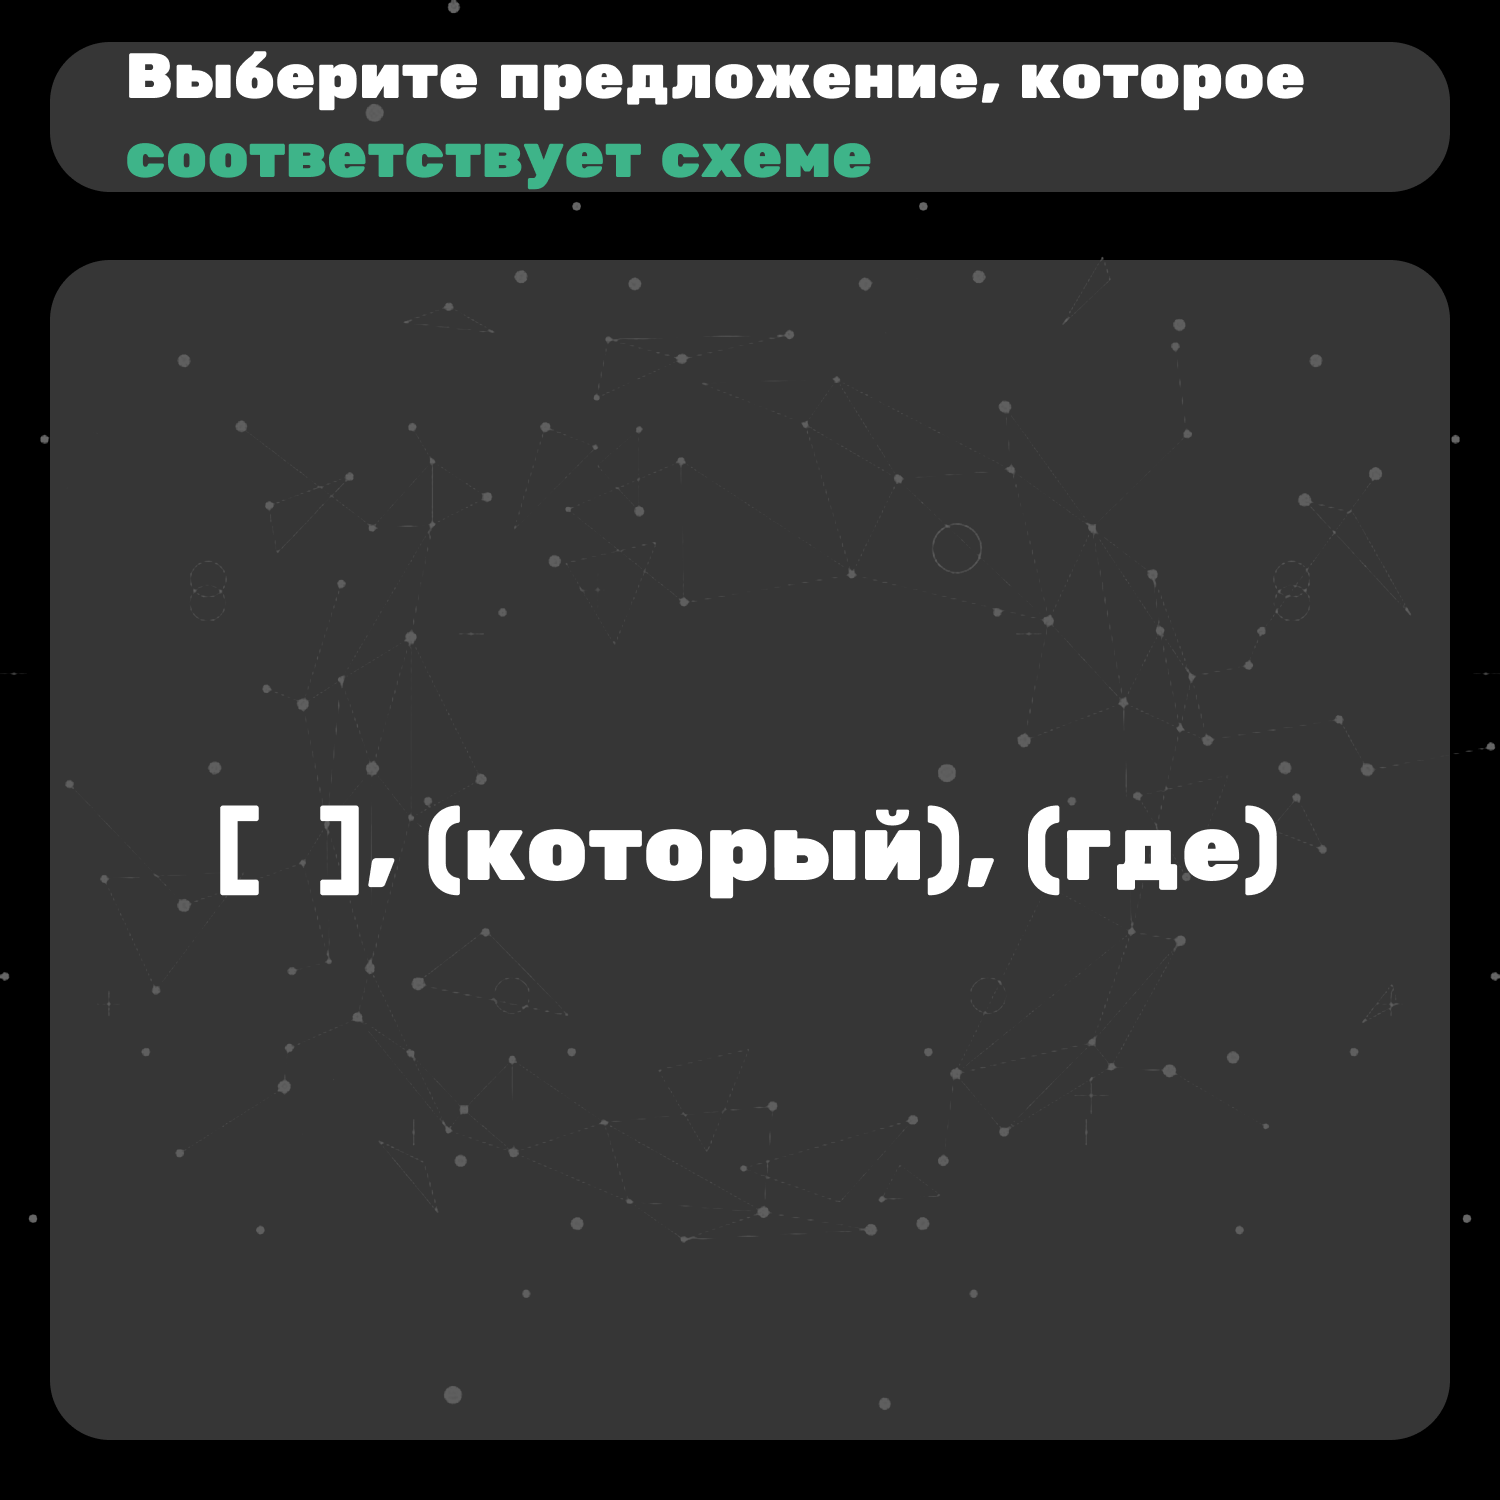 Выберите предложение, которое
соответствует схеме
[ ], (который), (где)